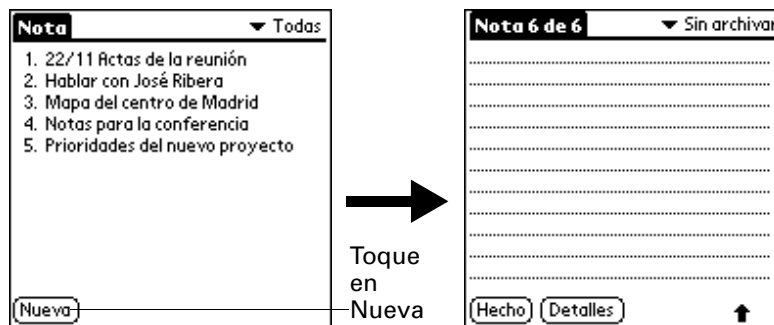 Nota
Todas
1. 22/11 Actas de la reunión
2. Hablar con José Ribera
3. Mapa del centro de Madrid
4. Notas para la conferencia
5. Prioridades del nuevo proyecto
Nueva
Toque
en
Nueva
Nota 6 de 6
Sin archivar
Hecho
Detalles